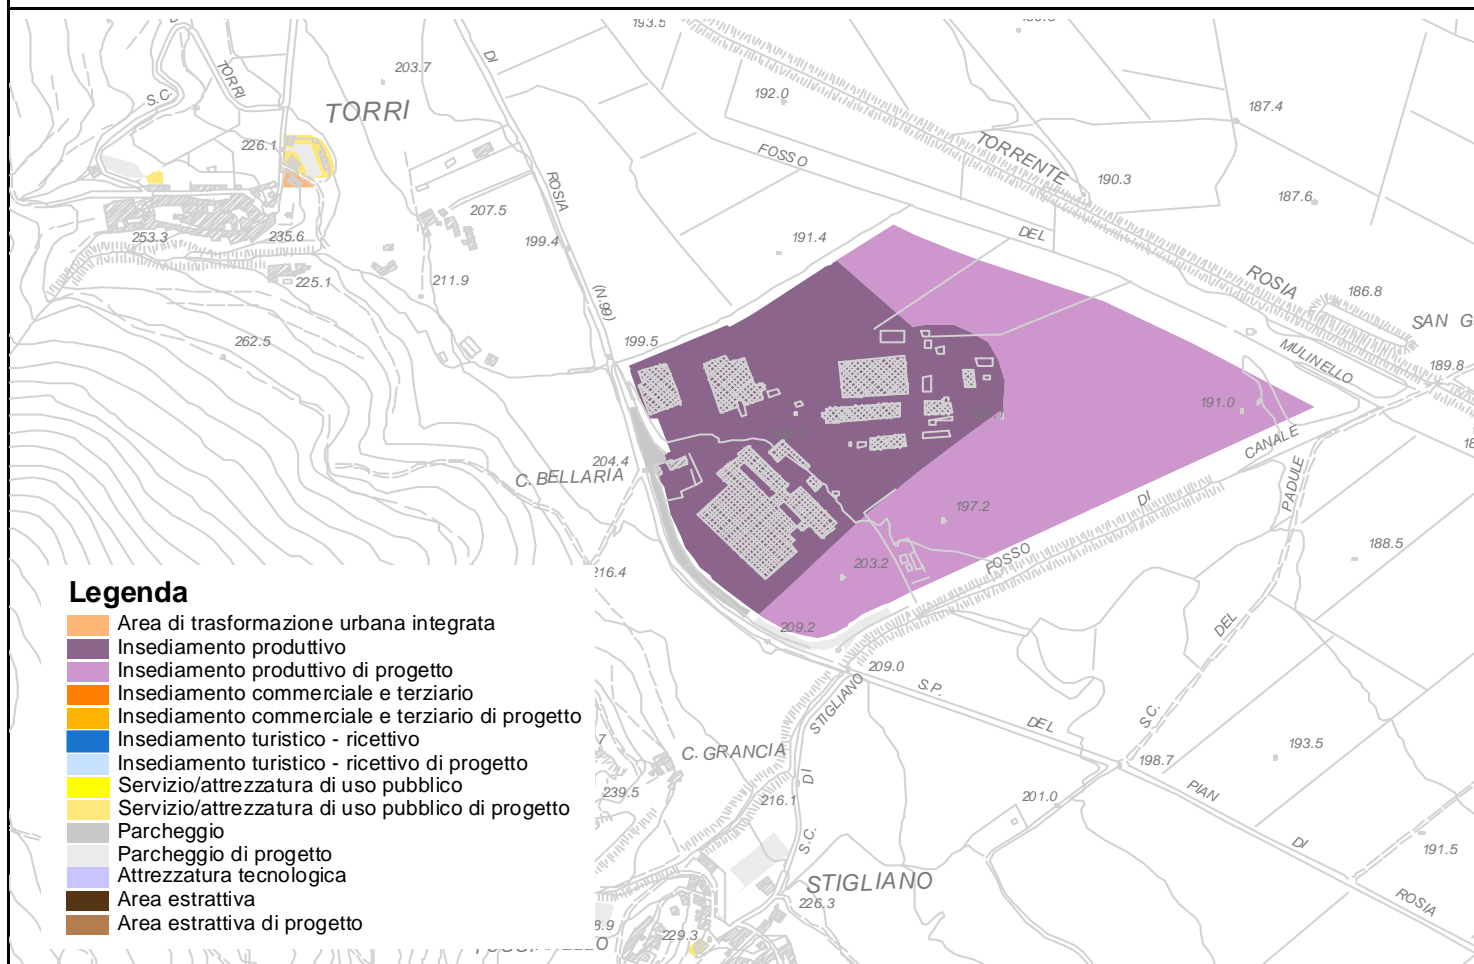 193.5
DI
TORRI
203.7
S.C.
TORRI
192.0
187.4
226.1
FOSSO
TORRENTE
190.3
187.6
ROSIA
207.5
253.3
235.6
199.4
191.4
DEL
225.1
211.9
(N.99)
ROSIA
186.8
SAN G
262.5
199.5
MULINELLO
189.8
191.0
CANALE
204.4
C. BELLARIA
PADULE
197.2
DI
188.5
216.4
203.2
FOSSO
Legenda
Area di trasformazione urbana integrata
Insediamento produttivo
Insediamento produttivo di progetto
Insediamento commerciale e terziario
Insediamento commerciale e terziario di progetto
Insediamento turistico - ricettivo
Insediamento turistico - ricettivo di progetto
Servizio/attrezzatura di uso pubblico
Servizio/attrezzatura di uso pubblico di progetto
Parcheggio
Parcheggio di progetto
Attrezzatura tecnologica
Area estrattiva
Area estrattiva di progetto
209.2
DEL
209.0
S.P.
STIGLIANO
DEL
S.C.
C. GRANCIA
193.5
198.7
DI
239.5
216.1
PIAN
201.0
S.C.
DI
191.5
STIGLIANO
226.3
ROSIA
8.9
229.3